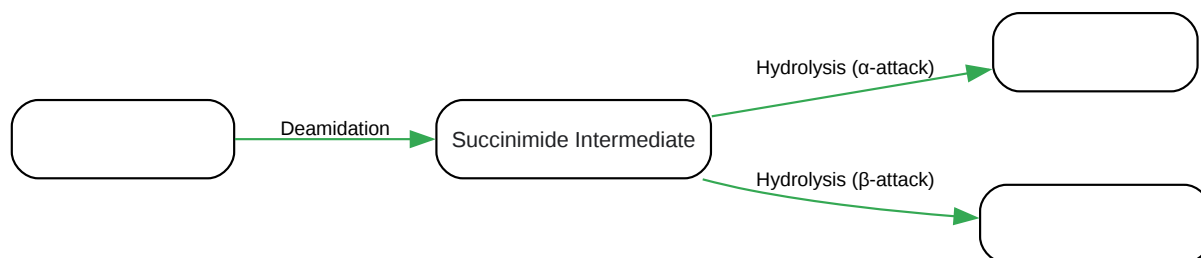 Deamidation
Succinimide Intermediate
Hydrolysis (α-attack)
Hydrolysis (β-attack)